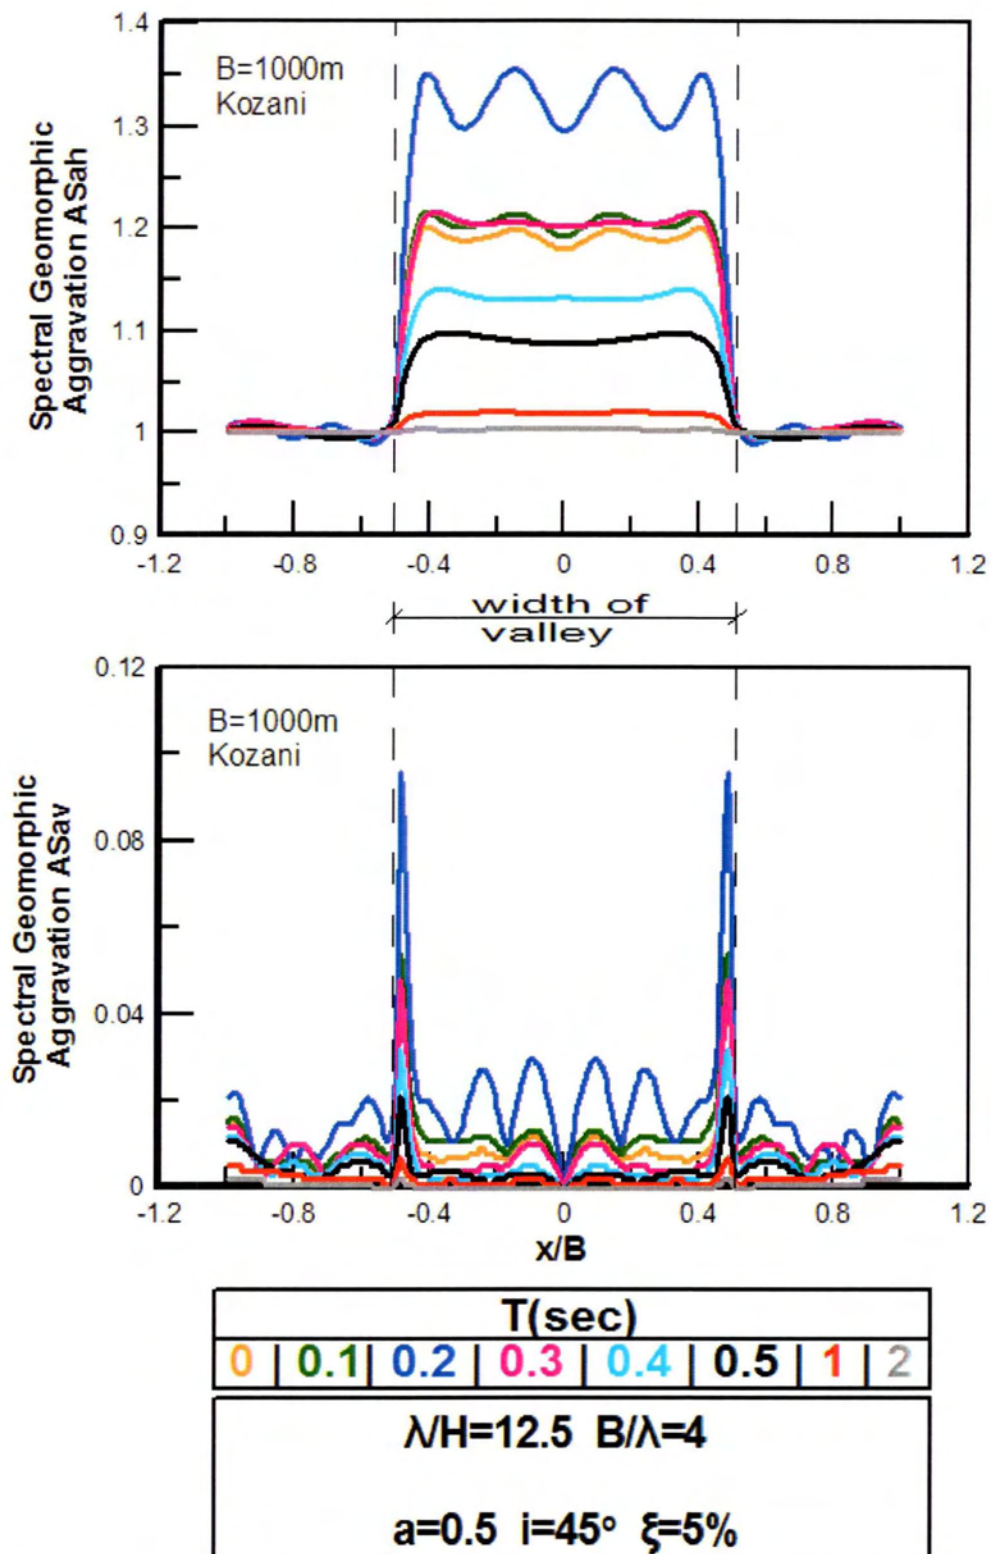 1.4
B=1000m
Kozani
1.3
1.2
1.1
1
0.9
Spectral Geomorphic
Aggravation ASah
-1.2 -0.8 -0.4 0 0.4 0.8 1.2
width of
valley
0.12
B=1000m
Kozani
0.08
0.04
0
Spectral Geomorphic
Aggravation ASav
-1.2 -0.8 -0.4 0 0.4 0.8 1.2
x/B
T(sec)
0 | 0.1 | 0.2 | 0.3 | 0.4 | 0.5 | 1 | 2
λ/H=12.5 B/λ=4
a=0.5 i=45° ξ=5%